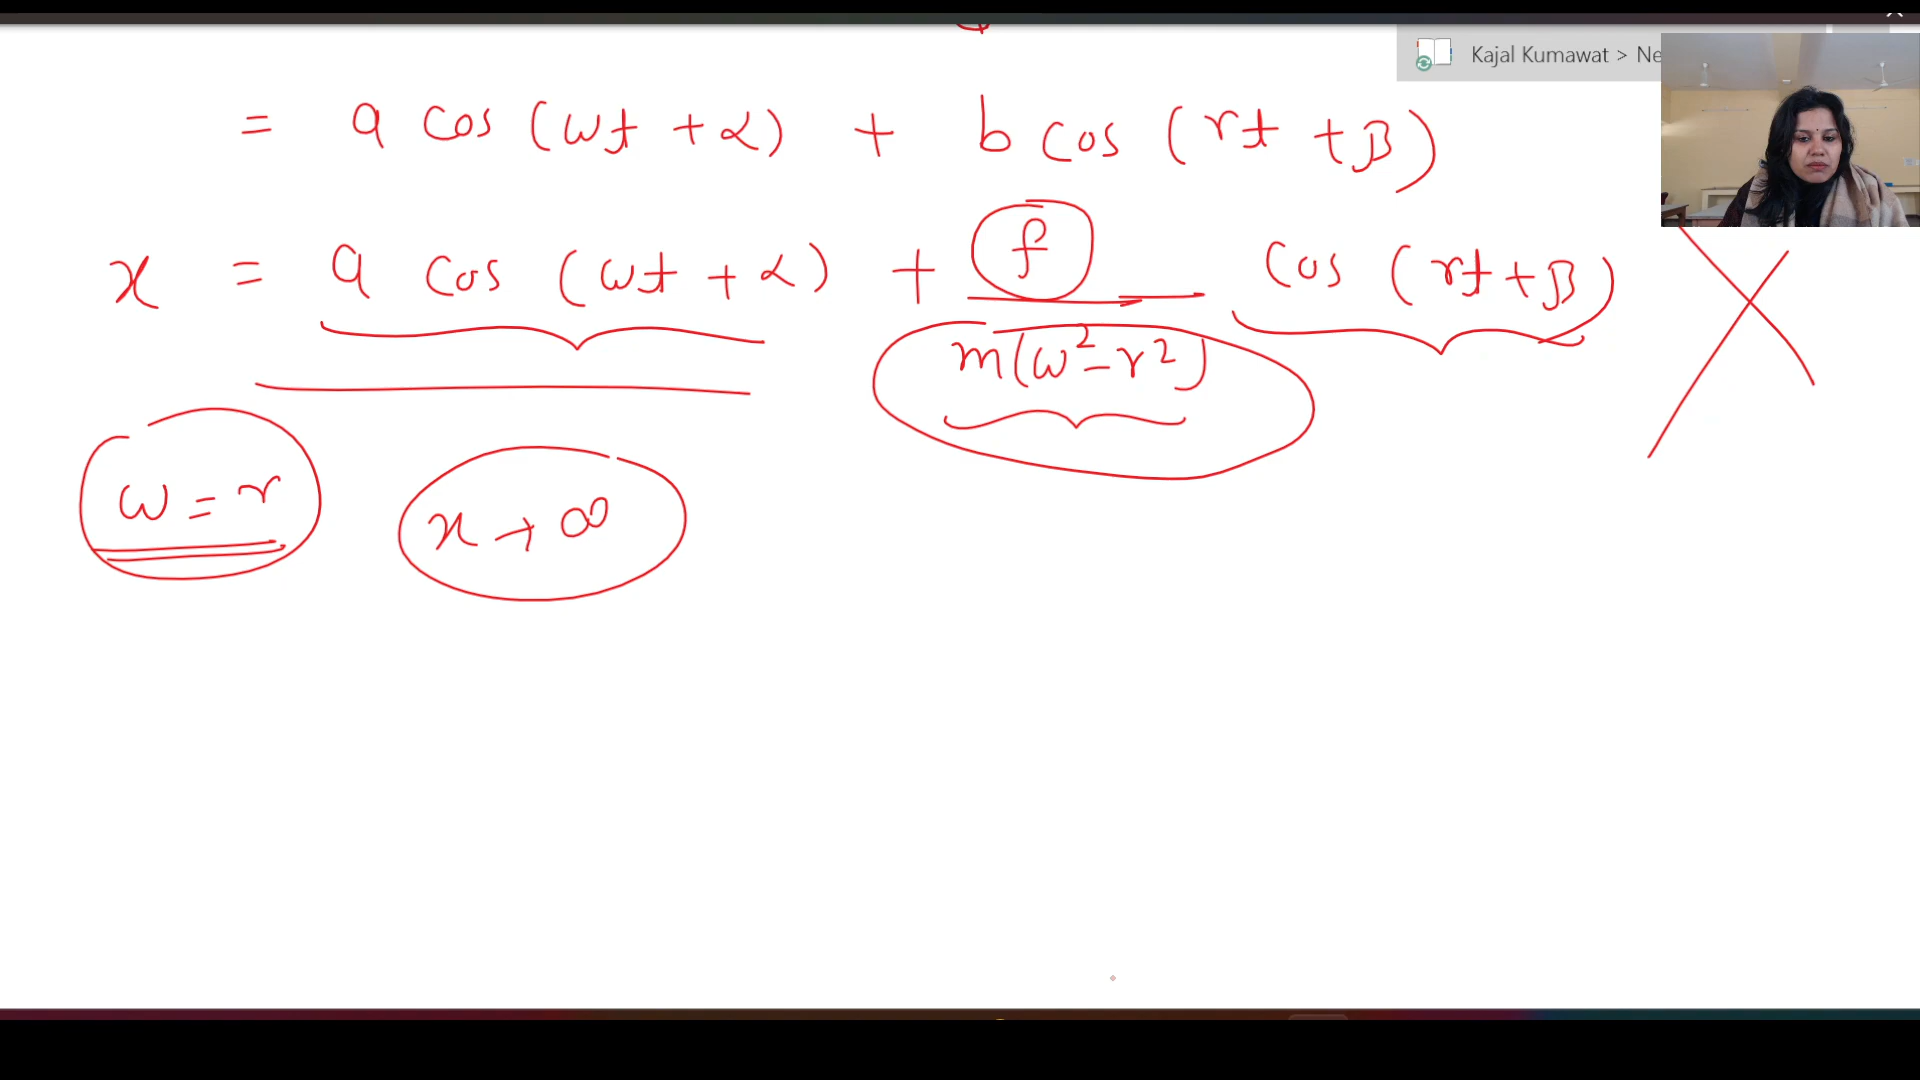 Kajal Kumawat > Ne
= a cos (ωt + α) + b cos (rt + β)
x = a cos (ωt + α) + f cos (rt + β)
m(ω² - r²)
ω = r x → ∞